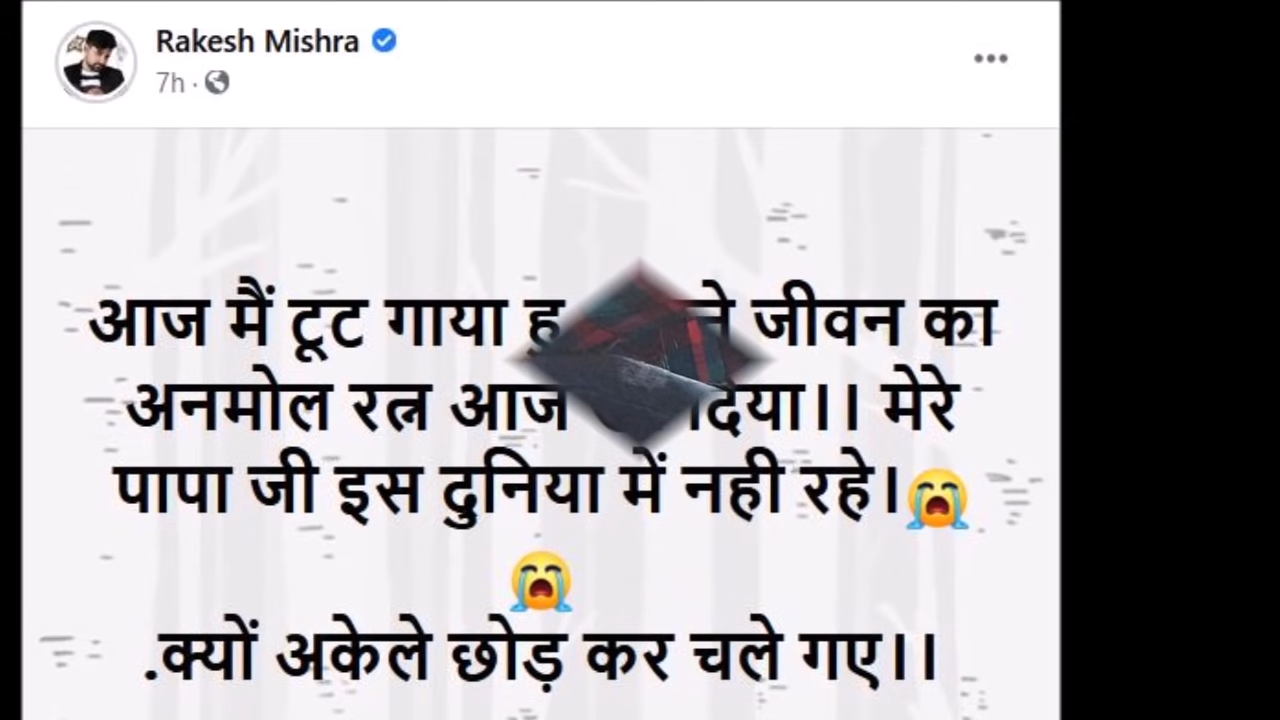 Rakesh Mishra
7h ·
आज मैं टूट गाया जीवन का
अनमोल रत्न आज दिया।। मेरे
पापा जी इस दुनिया में नही रहे।😭
😭
.क्यों अकेले छोड़ कर चले गए।।